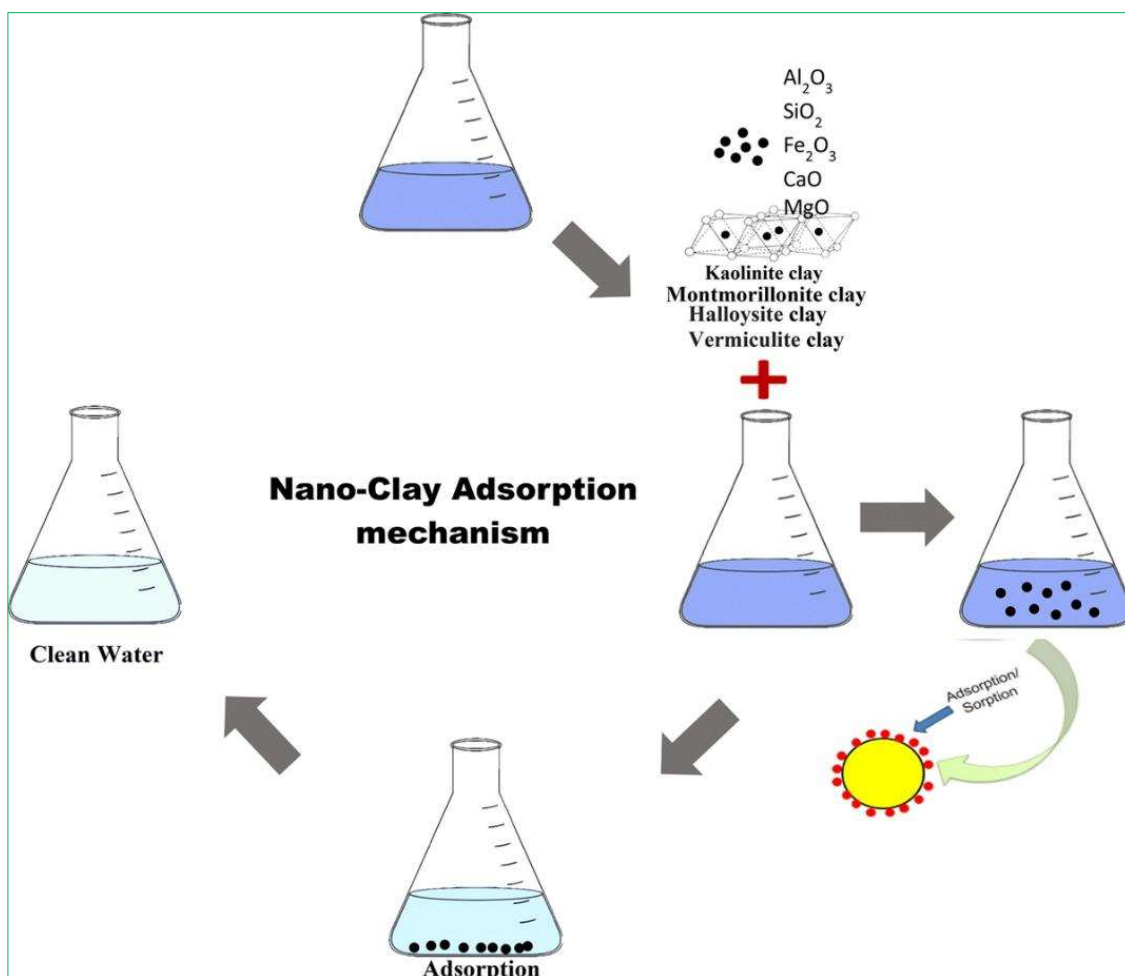 Al₂O₃
SiO₂
Fe₂O₃
CaO
MgO
Kaolinite clay
Montmorillonite clay
Halloysite clay
Vermiculite clay
Nano-Clay Adsorption
mechanism
Clean Water
Adsorption/
Sorption
Adsorption